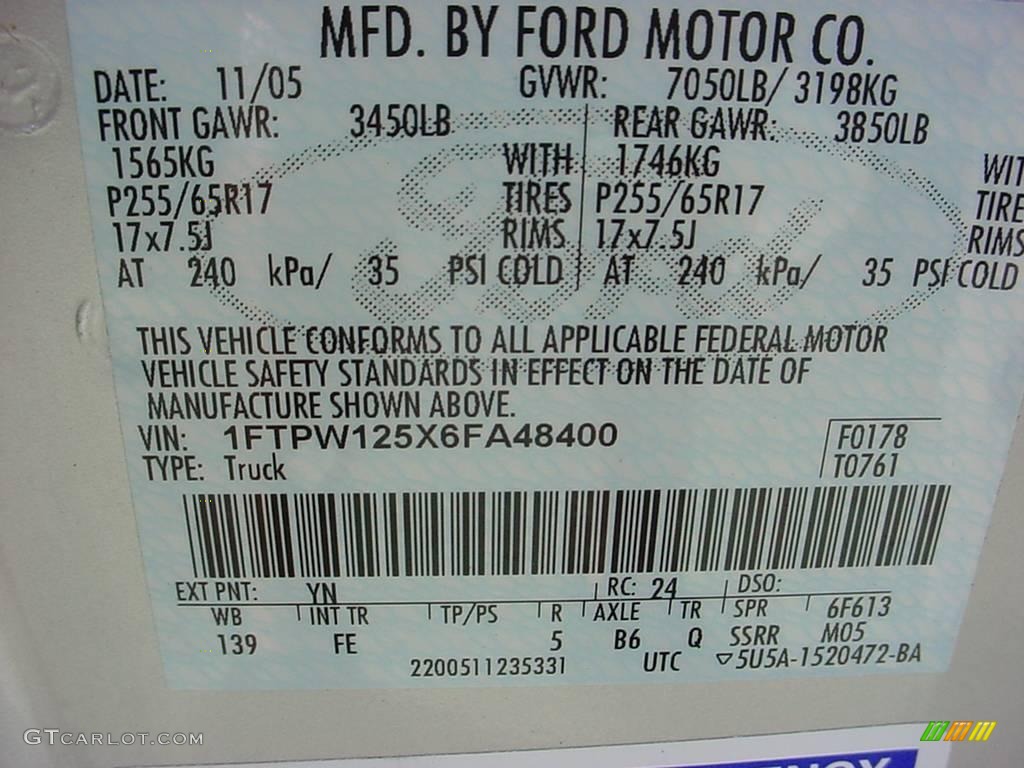 MFD. BY FORD MOTOR CO.
DATE: 11/05 GVWR: 7050LB/ 3198KG
FRONT GAWR: 3450LB REAR GAWR: 3850LB
1565KG WITH 1746KG WIT
P255/65R17 TIRES P255/65R17 TIRE
17x7.5J RIMS 17x7.5J RIMS
AT 240 kPa/ 35 PSI COLD AT 240 kPa/ 35 PSI COLD
THIS VEHICLE CONFORMS TO ALL APPLICABLE FEDERAL MOTOR
VEHICLE SAFETY STANDARDS IN EFFECT ON THE DATE OF
MANUFACTURE SHOWN ABOVE.
VIN: 1FTPW125X6FA48400 F0178
TYPE: Truck T0761
EXT PNT: YN RC: 24 DSO:
WB INT TR TP/PS R AXLE TR SPR 6F613
139 FE 5 B6 Q SSRR M05
2200511235331 UTC ▽5U5A-1520472-BA
GTCARLOT.COM